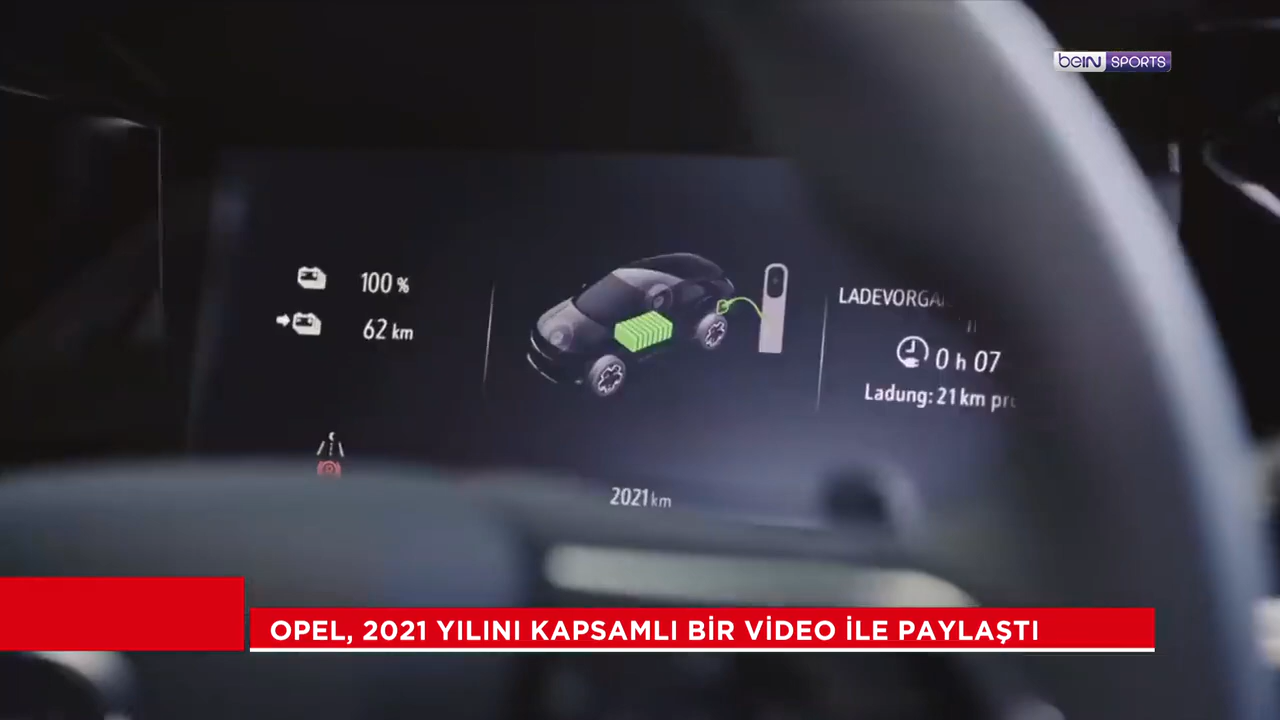 beIN SPORTS
100 %
62 km
LADEVORGA
0 h 07
Ladung: 21 km
2021 km
OPEL, 2021 YILINI KAPSAMLI BİR VİDEO İLE PAYLAŞTI